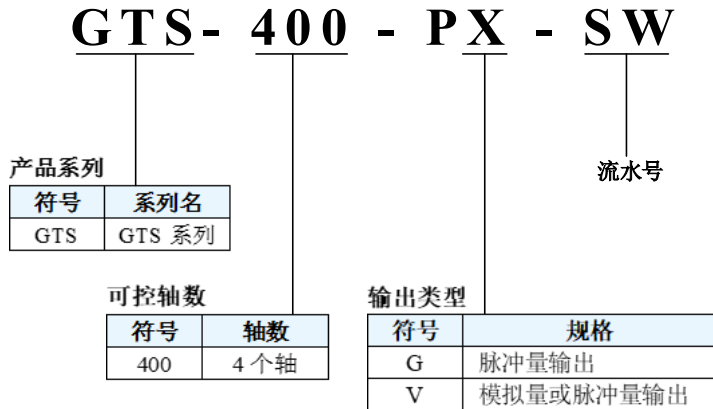 GTS- 400 - PX - SW
流水号
产品系列
符号 系列名
GTS GTS 系列
可控轴数
符号 轴数
400 4 个轴
输出类型
符号 规格
G 脉冲量输出
V 模拟量或脉冲量输出